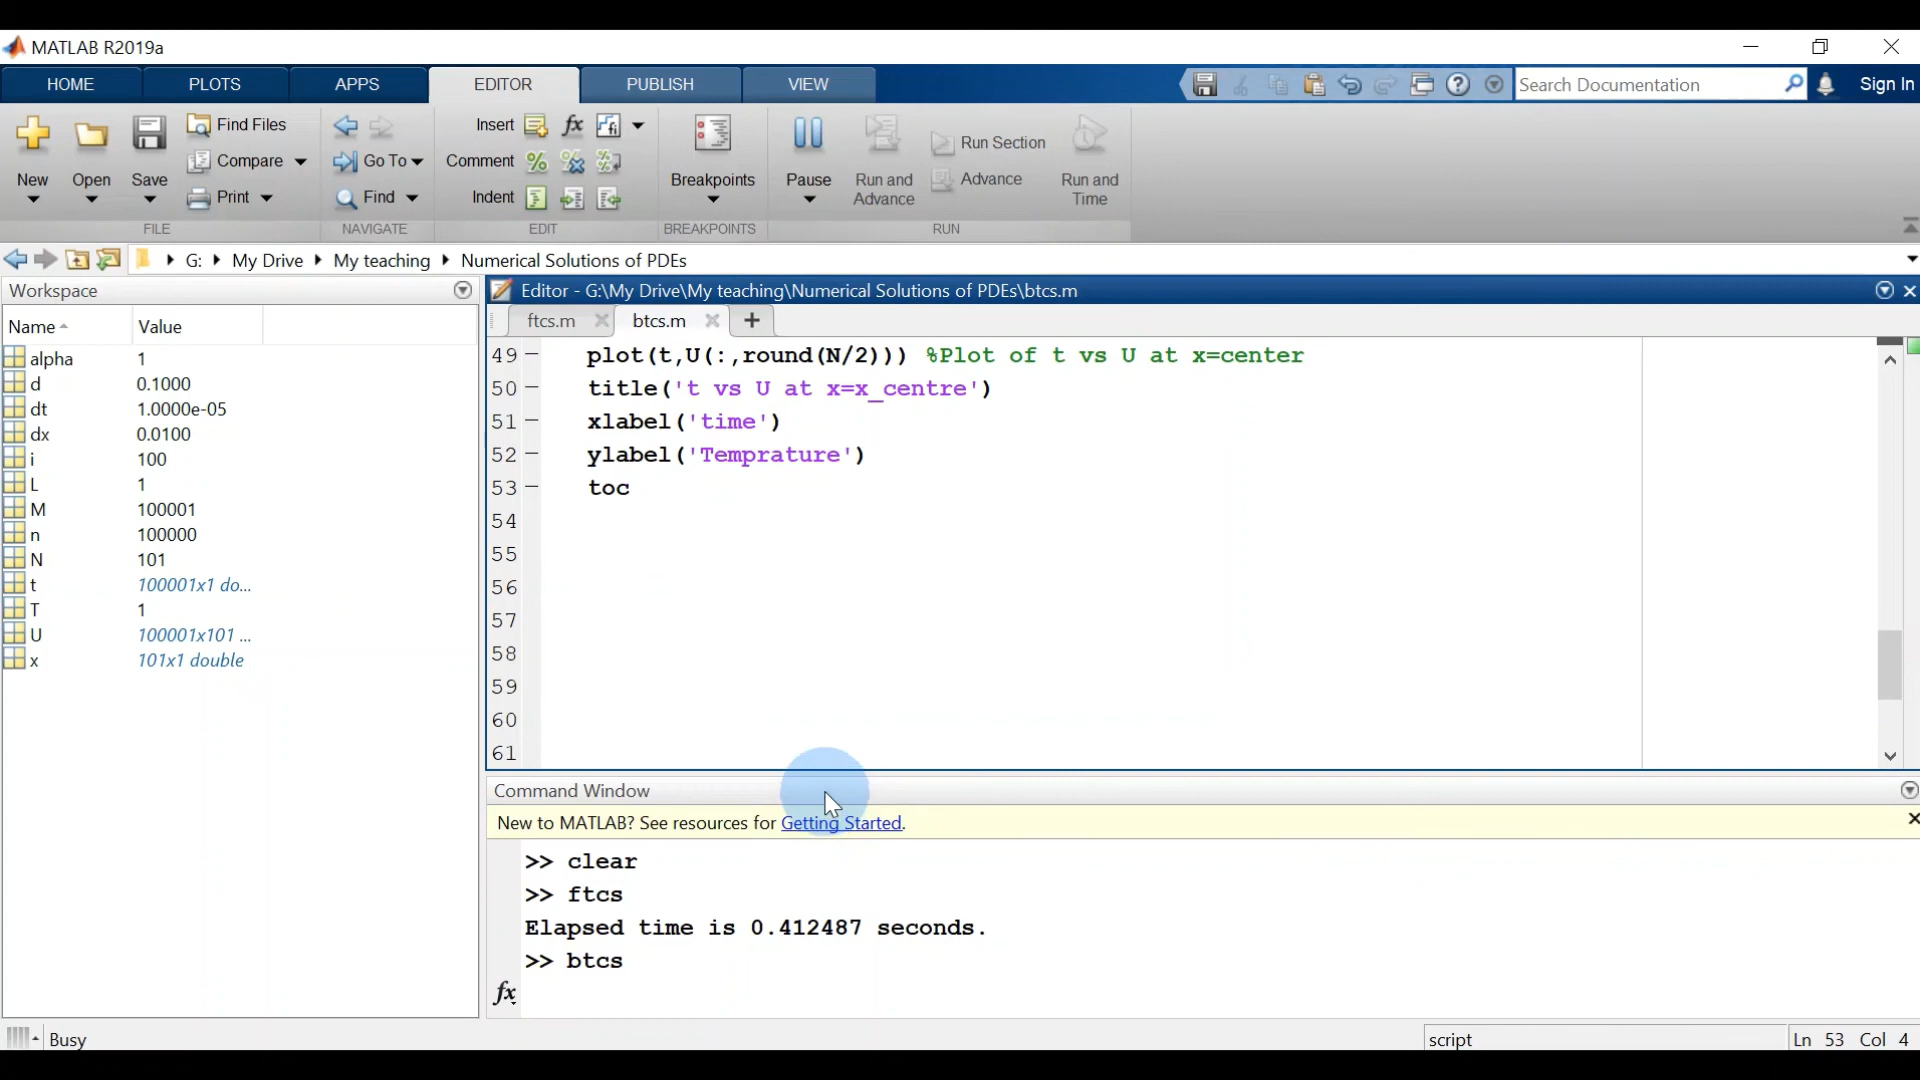 MATLAB R2019a
HOME PLOTS APPS EDITOR PUBLISH VIEW Search Documentation Sign In
New Open Save Find Files Compare Print
Go To Find
Insert fx
Comment %
Indent
Breakpoints
Pause Run and Advance Run Section Advance Run and Time
FILE NAVIGATE EDIT BREAKPOINTS RUN
G: My Drive My teaching Numerical Solutions of PDEs
Workspace
Name Value
alpha 1
d 0.1000
dt 1.0000e-05
dx 0.0100
i 100
L 1
M 100001
n 100000
N 101
t 100001x1 do...
T 1
U 100001x101 ...
x 101x1 double
Editor - G:\My Drive\My teaching\Numerical Solutions of PDEs\btcs.m
ftcs.m btcs.m
49 - plot(t,U(:,round(N/2))) %Plot of t vs U at x=center
50 - title('t vs U at x=x_centre')
51 - xlabel('time')
52 - ylabel('Temprature')
53 - toc
54
55
56
57
58
59
60
61
Command Window
New to MATLAB? See resources for Getting Started.
>> clear
>> ftcs
Elapsed time is 0.412487 seconds.
>> btcs
fx
Busy script Ln 53 Col 4